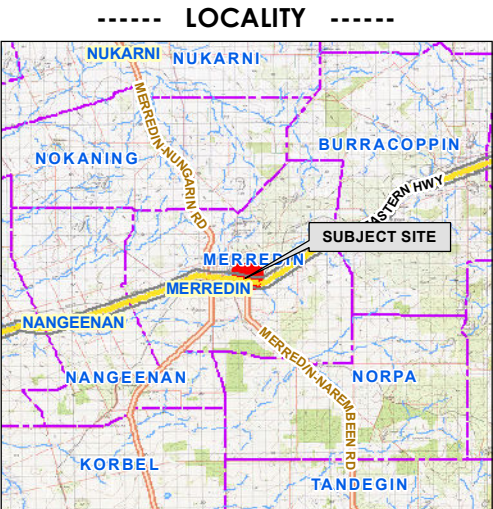 ------ LOCALITY ------
NUKARNI
NUKARNI
MERREDIN-NUNGARIN RD
BURRACOPPIN
NOKANING
EASTERN HWY
SUBJECT SITE
MERREDIN
MERREDIN
NANGEENAN
MERREDIN-NAREMBEEN RD
NANGEENAN
NORPA
KORBEL
TANDEGIN